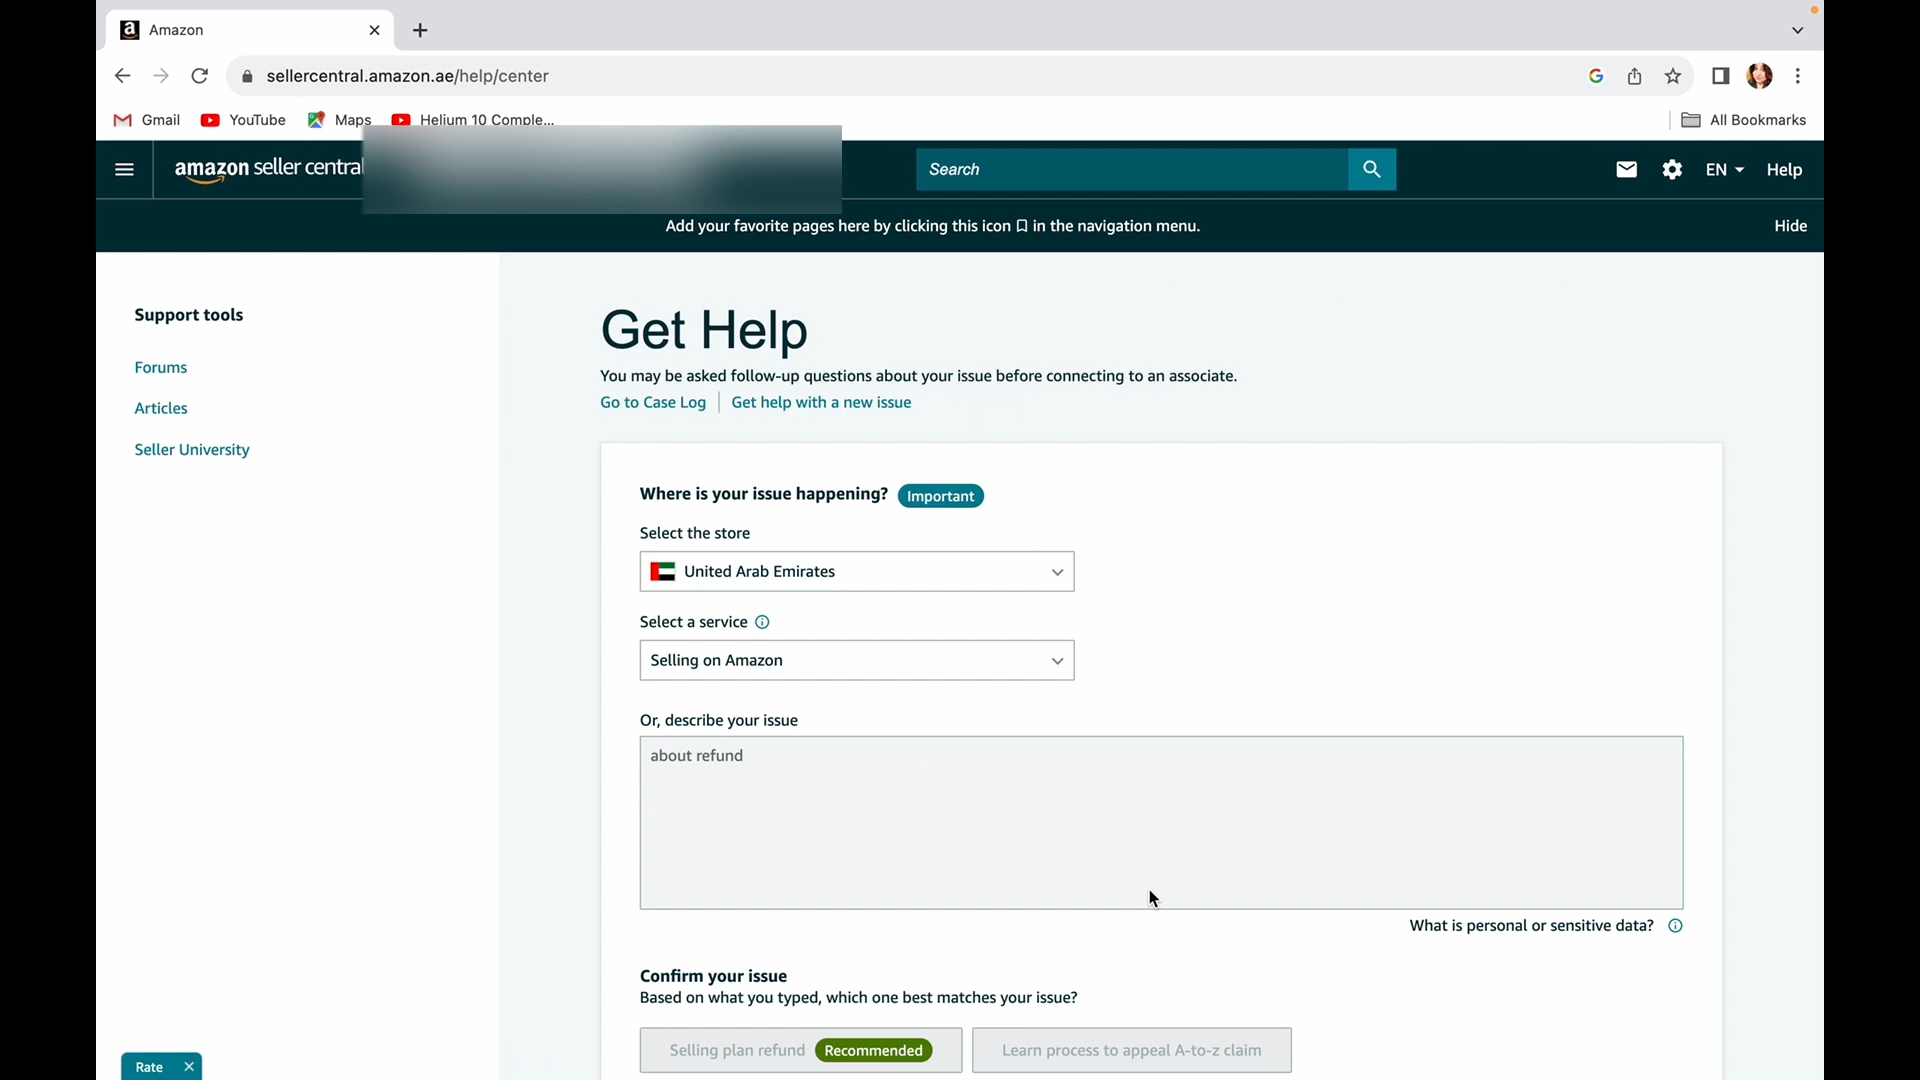 Amazon
sellercentral.amazon.ae/help/center
Gmail YouTube Maps Helium 10 Comple... All Bookmarks
amazon seller central Search EN Help
Add your favorite pages here by clicking this icon in the navigation menu. Hide
Support tools
Forums
Articles
Seller University
Get Help
You may be asked follow-up questions about your issue before connecting to an associate.
Go to Case Log Get help with a new issue
Where is your issue happening? Important
Select the store
United Arab Emirates
Select a service
Selling on Amazon
Or, describe your issue
about refund
What is personal or sensitive data?
Confirm your issue
Based on what you typed, which one best matches your issue?
Selling plan refund Recommended Learn process to appeal A-to-z claim
Rate